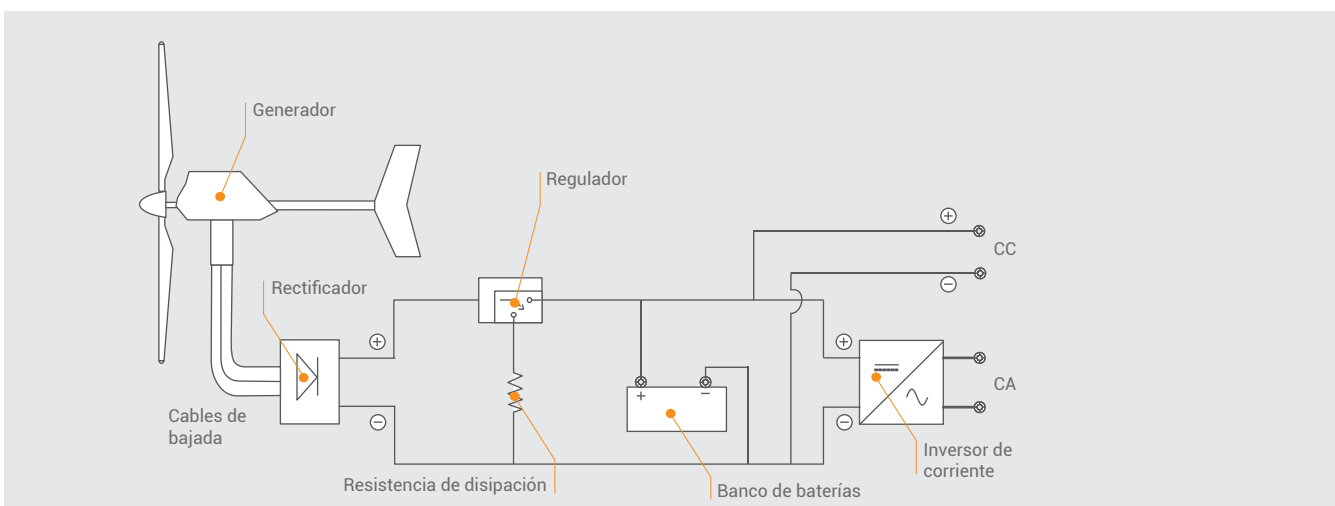 Generador
Regulador
+
CC
−
Rectificador
+
+
CA
+ −
Cables de
bajada
−
−
Inversor de
corriente
Resistencia de disipación
Banco de baterías